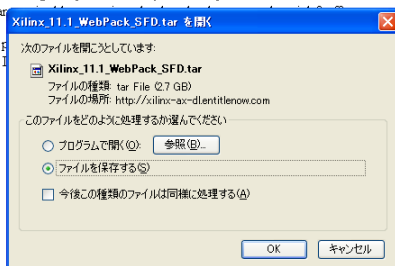 Xilinx_11.1_WebPack_SFD.tar を開く
次のファイルを開こうとしています:
Xilinx_11.1_WebPack_SFD.tar
ファイルの種類: tar File (2.7 GB)
ファイルの場所: http://xilinx-ax-dl.entitlenow.com
このファイルをどのように処理するか選んでください
プログラムで開く(O): 参照(B)...
ファイルを保存する(S)
今後この種類のファイルは同様に処理する(A)
OK キャンセル